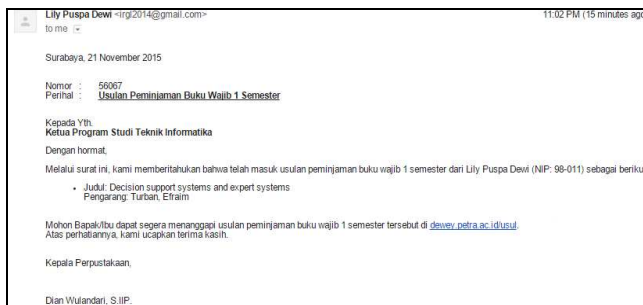 Lily Puspa Dewi <irgl2014@gmail.com> 11:02 PM (15 minutes ago
to me
Surabaya, 21 November 2015
Nomor : 56067
Perihal : Usulan Peminjaman Buku Wajib 1 Semester
Kepada Yth.
Ketua Program Studi Teknik Informatika
Dengan hormat,
Melalui surat ini, kami memberitahukan bahwa telah masuk usulan peminjaman buku wajib 1 semester dari Lily Puspa Dewi (NIP: 98-011) sebagai beriku
• Judul: Decision support systems and expert systems
Pengarang: Turban, Efraim
Mohon Bapak/Ibu dapat segera menanggapi usulan peminjaman buku wajib 1 semester tersebut di dewey.petra.ac.id/usul.
Atas perhatiannya, kami ucapkan terima kasih.
Kepala Perpustakaan,
Dian Wulandari, S.IIP.